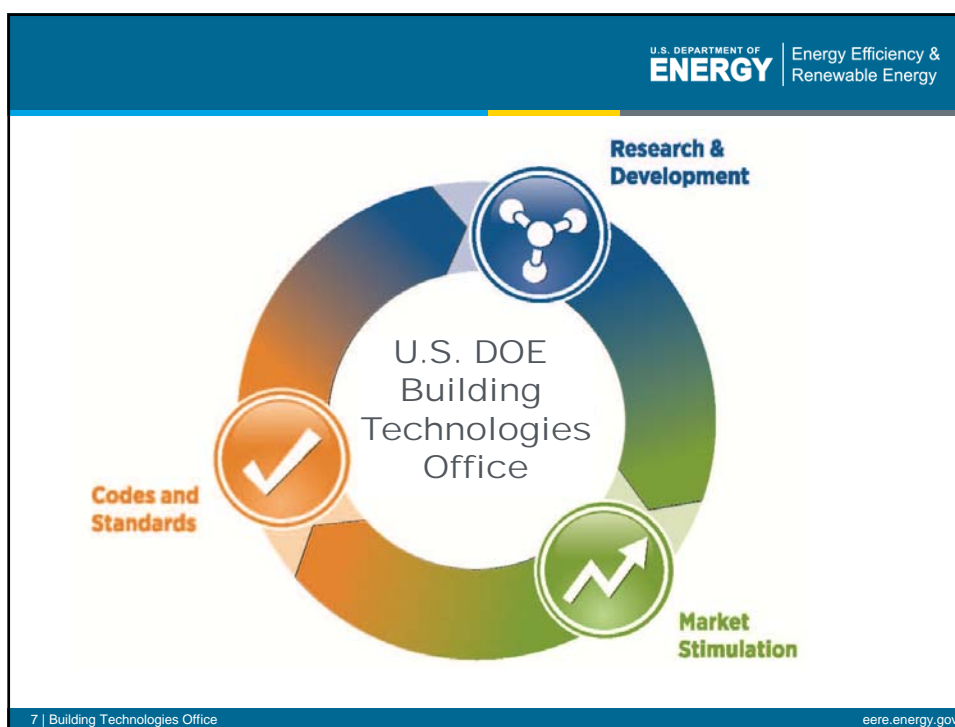 U.S. DEPARTMENT OF
ENERGY
Energy Efficiency &
Renewable Energy
Research &
Development
U.S. DOE
Building
Technologies
Office
Codes and
Standards
Market
Stimulation
7 | Building Technologies Office
eere.energy.gov